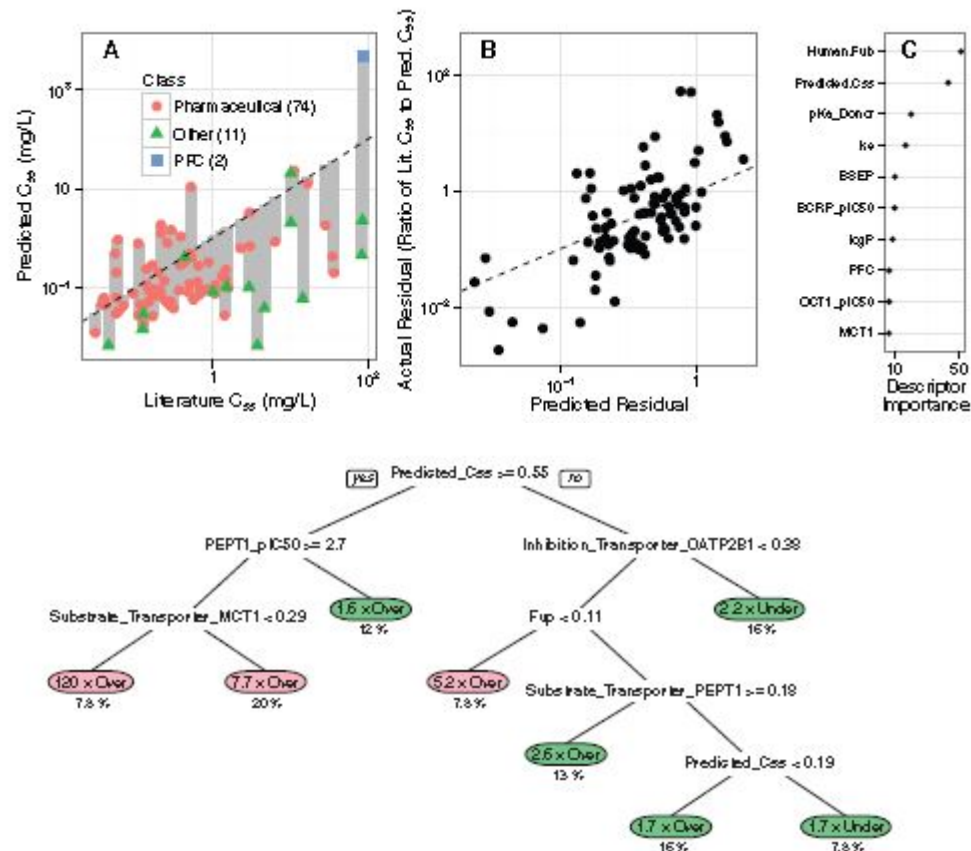 A
Class
Pharmaceutical (74)
Other (11)
PFC (2)
Predicted Css (mg/L)
10³
10
10⁻¹
1
10²
Literature Css (mg/L)
B
Actual Residual (Ratio of Lit. Css to Pred. Css)
1
10⁻²
10⁻¹
1
Predicted Residual
C
Human.Fub
Predicted.Css
pKa_Donor
ke
BSEP
BCRP_pIC50
logP
PFC
OCT1_pIC50
MCT1
10
50
Descriptor
Importance
yes
Predicted_Css >= 0.55
no
PEPT1_pIC50 >= 2.7
Inhibition_Transporter_OATP2B1 < 0.38
Substrate_Transporter_MCT1 < 0.29
1.6 x Over
12 %
Fup < 0.11
2.2 x Under
16 %
120 x Over
7.8 %
7.7 x Over
20 %
5.2 x Over
7.8 %
Substrate_Transporter_PEPT1 >= 0.18
2.6 x Over
13 %
Predicted_Css < 0.19
1.7 x Over
16 %
1.7 x Under
7.8 %